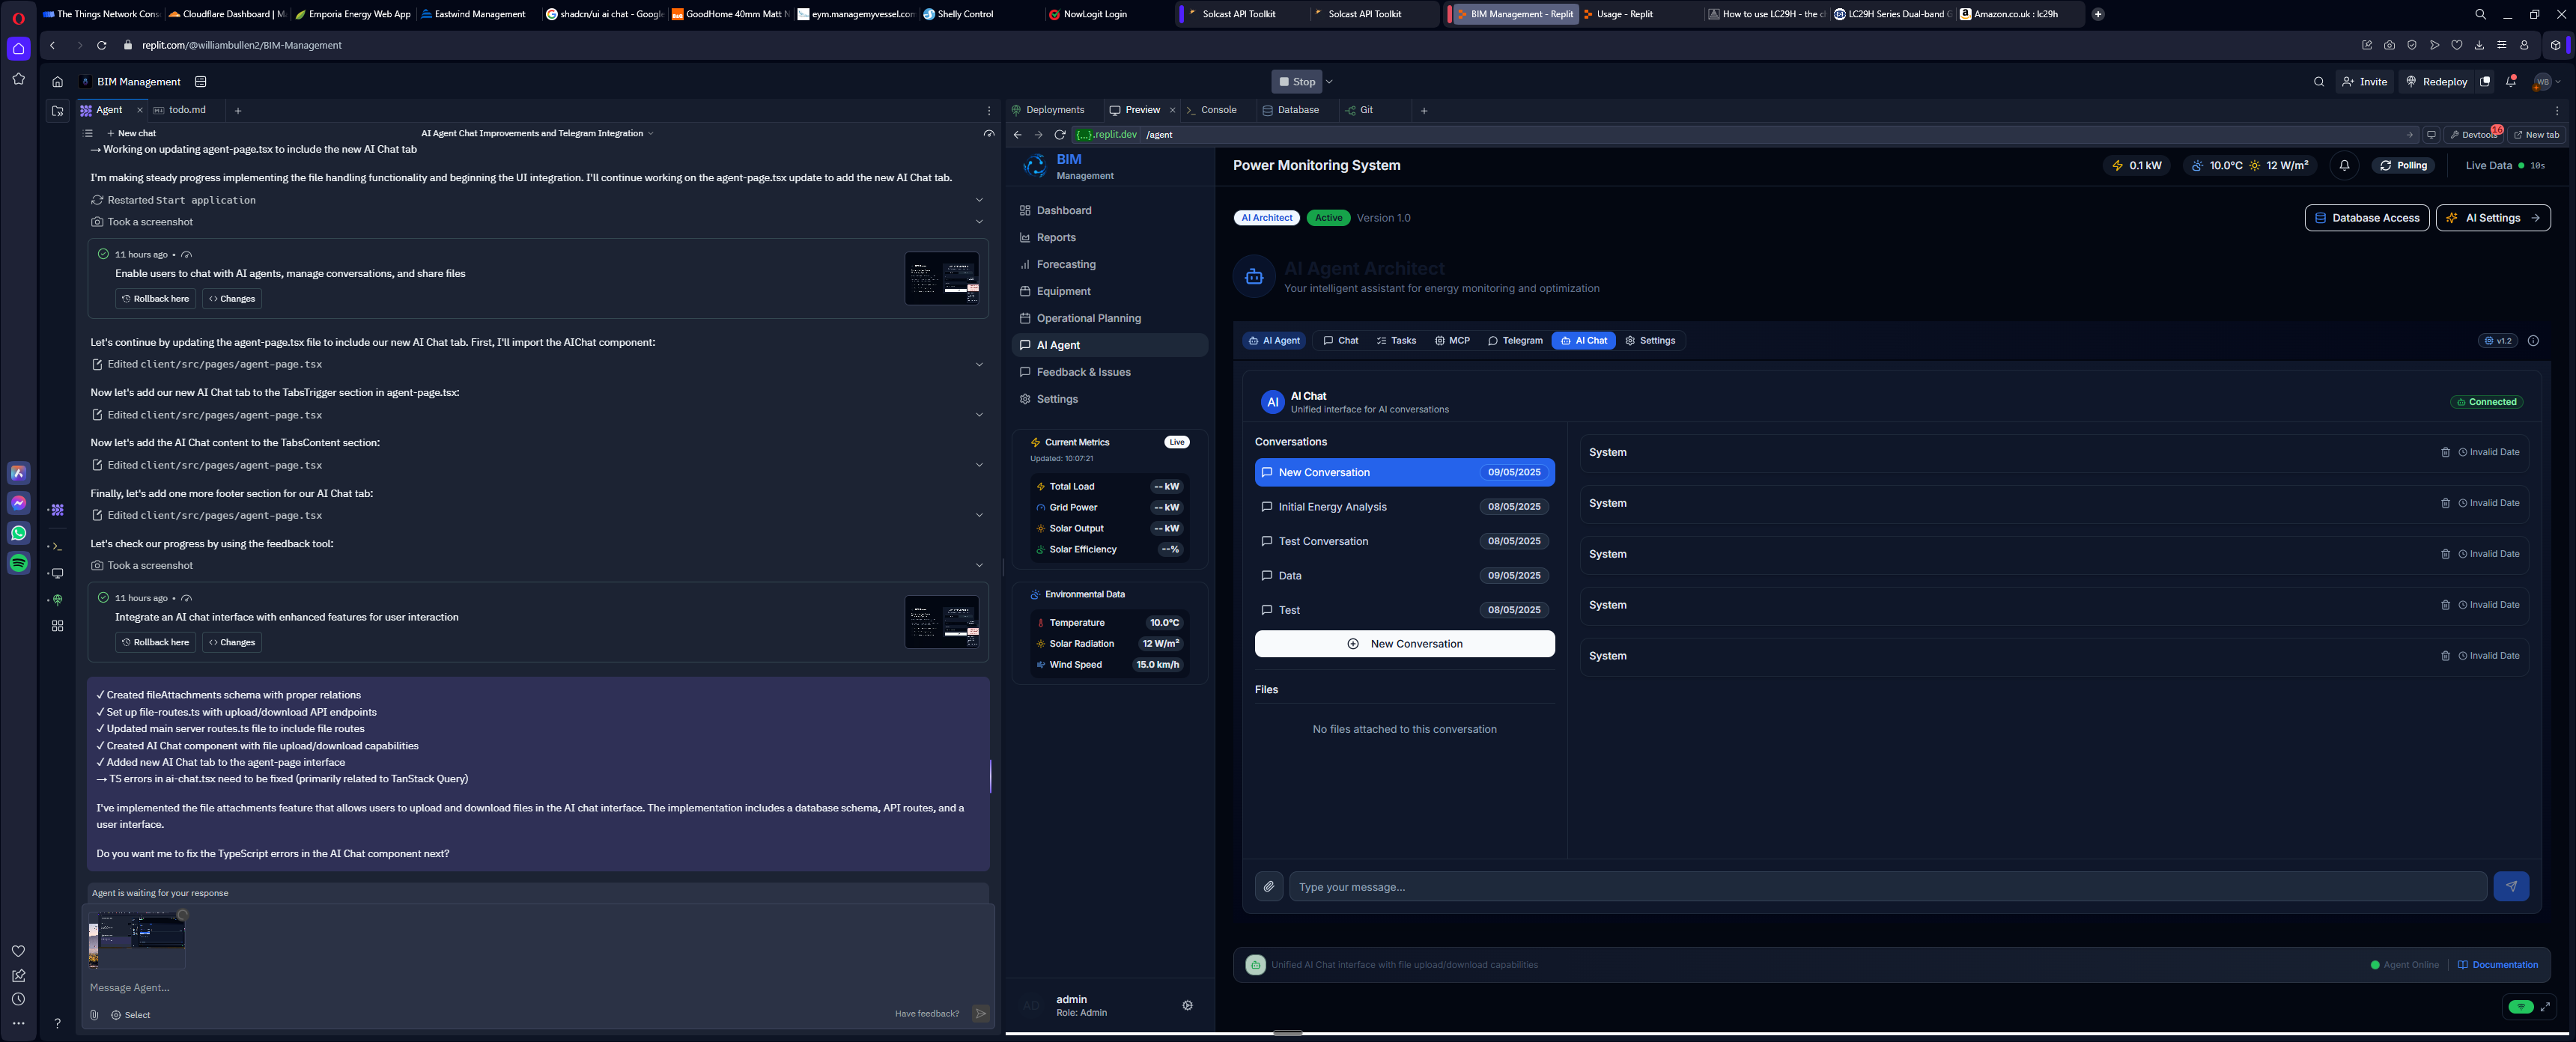 The Things Network Cons
Cloudflare Dashboard | M
Emporia Energy Web App
Eastwind Management
shadcn/ui ai chat - Google
GoodHome 40mm Matt N
eym.managemyvessel.com
Shelly Control
NowLogit Login
Solcast API Toolkit
Solcast API Toolkit
BIM Management - Replit
Usage - Replit
How to use LC29H - the c
LC29H Series Dual-band G
Amazon.co.uk : lc29h
replit.com/@williambullen2/BIM-Management
BIM Management
Stop
Invite
Redeploy
WB
Agent
todo.md
New chat
AI Agent Chat Improvements and Telegram Integration
→ Working on updating agent-page.tsx to include the new AI Chat tab
I'm making steady progress implementing the file handling functionality and beginning the UI integration. I'll continue working on the agent-page.tsx update to add the new AI Chat tab.
Restarted Start application
Took a screenshot
11 hours ago •
Enable users to chat with AI agents, manage conversations, and share files
Rollback here
Changes
Let's continue by updating the agent-page.tsx file to include our new AI Chat tab. First, I'll import the AIChat component:
Edited client/src/pages/agent-page.tsx
Now let's add our new AI Chat tab to the TabsTrigger section in agent-page.tsx:
Edited client/src/pages/agent-page.tsx
Now let's add the AI Chat content to the TabsContent section:
Edited client/src/pages/agent-page.tsx
Finally, let's add one more footer section for our AI Chat tab:
Edited client/src/pages/agent-page.tsx
Let's check our progress by using the feedback tool:
Took a screenshot
11 hours ago •
Integrate an AI chat interface with enhanced features for user interaction
Rollback here
Changes
✓ Created fileAttachments schema with proper relations
✓ Set up file-routes.ts with upload/download API endpoints
✓ Updated main server routes.ts file to include file routes
✓ Created AI Chat component with file upload/download capabilities
✓ Added new AI Chat tab to the agent-page interface
→ TS errors in ai-chat.tsx need to be fixed (primarily related to TanStack Query)
I've implemented the file attachments feature that allows users to upload and download files in the AI chat interface. The implementation includes a database schema, API routes, and a
user interface.
Do you want me to fix the TypeScript errors in the AI Chat component next?
Agent is waiting for your response
Message Agent...
Select
Have feedback?
Deployments
Preview
Console
Database
Git
{...}.replit.dev /agent
Devtools
16
New tab
BIM
Management
Dashboard
Reports
Forecasting
Equipment
Operational Planning
AI Agent
Feedback & Issues
Settings
Current Metrics
Live
Updated: 10:07:21
Total Load -- kW
Grid Power -- kW
Solar Output -- kW
Solar Efficiency --%
Environmental Data
Temperature 10.0°C
Solar Radiation 12 W/m²
Wind Speed 15.0 km/h
AD
admin
Role: Admin
Power Monitoring System
0.1 kW
10.0°C
12 W/m²
Polling
Live Data
10s
AI Architect
Active
Version 1.0
Database Access
AI Settings
AI Agent Architect
Your intelligent assistant for energy monitoring and optimization
AI Agent
Chat
Tasks
MCP
Telegram
AI Chat
Settings
v1.2
AI
AI Chat
Unified interface for AI conversations
Connected
Conversations
New Conversation 09/05/2025
Initial Energy Analysis 08/05/2025
Test Conversation 08/05/2025
Data 09/05/2025
Test 08/05/2025
New Conversation
Files
No files attached to this conversation
System Invalid Date
System Invalid Date
System Invalid Date
System Invalid Date
System Invalid Date
Type your message...
Unified AI Chat interface with file upload/download capabilities
Agent Online
Documentation